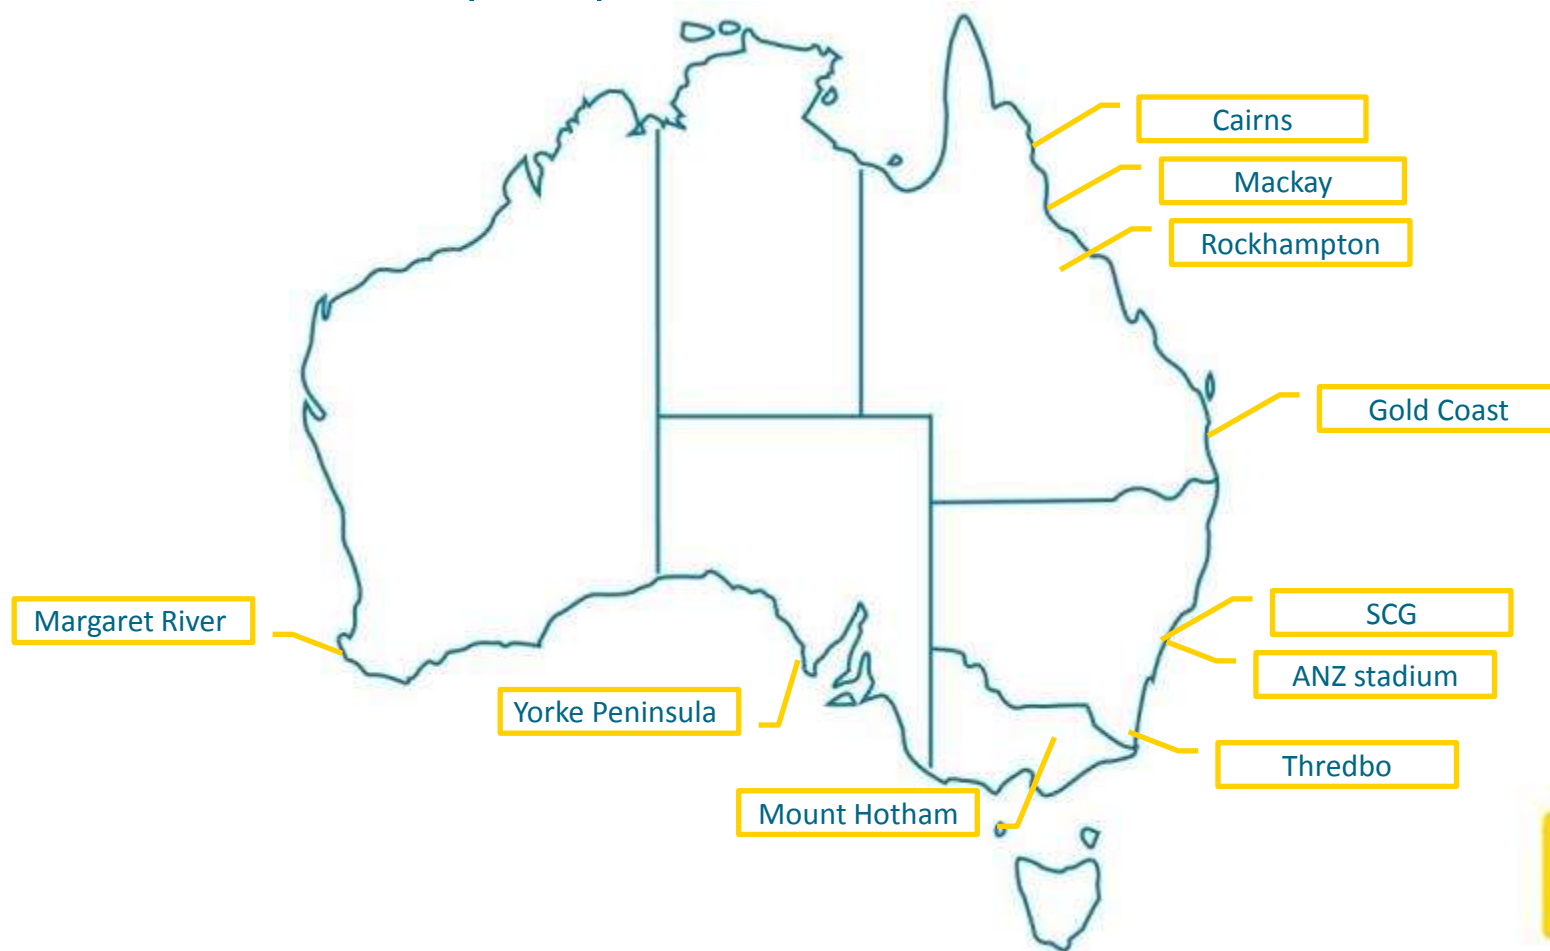 Cairns
Mackay
Rockhampton
Gold Coast
Margaret River
SCG
ANZ stadium
Yorke Peninsula
Thredbo
Mount Hotham